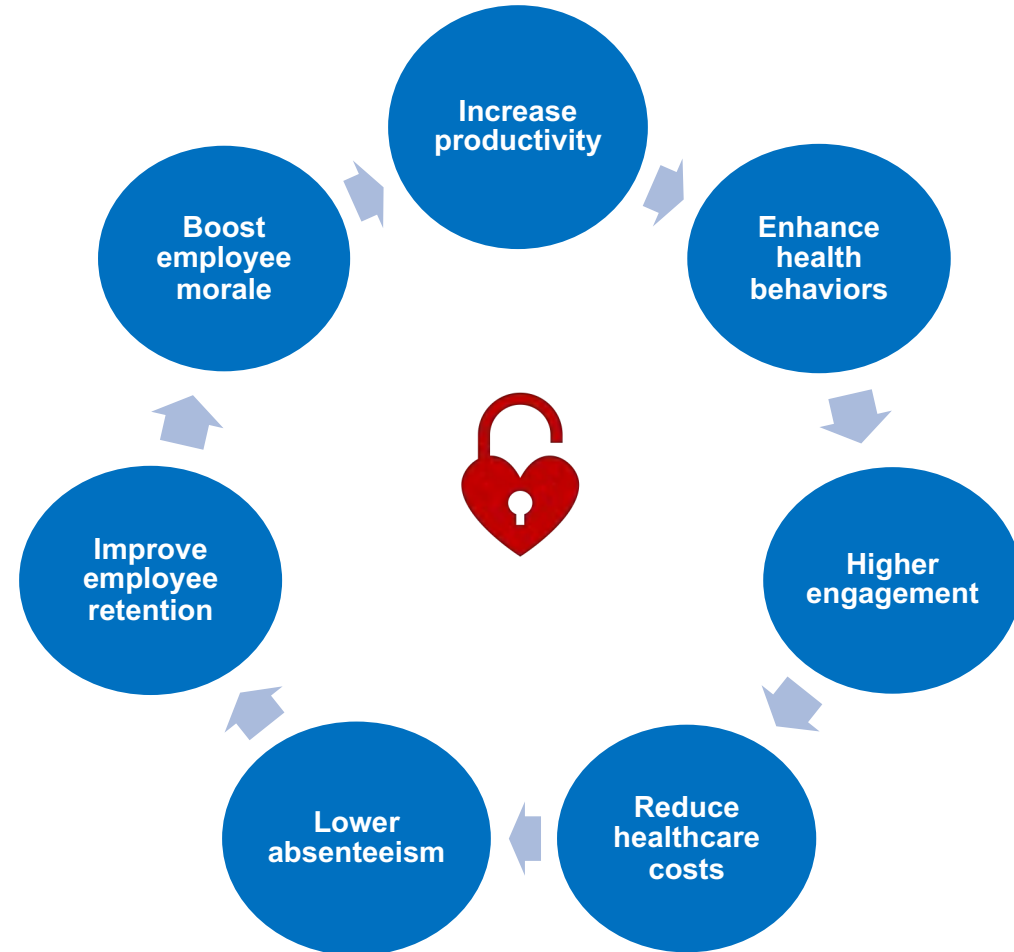 Increase
productivity
Enhance
health
behaviors
Higher
engagement
Reduce
healthcare
costs
Lower
absenteeism
Improve
employee
retention
Boost
employee
morale